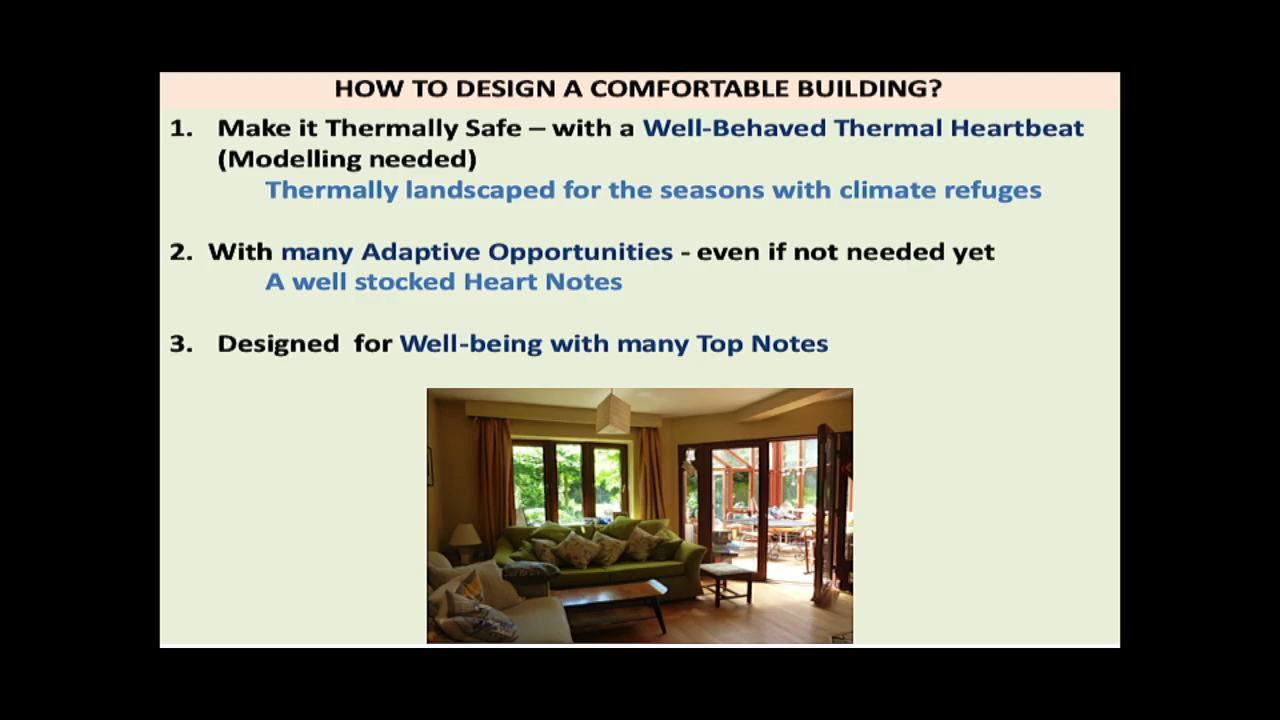 HOW TO DESIGN A COMFORTABLE BUILDING?
1. Make it Thermally Safe – with a Well-Behaved Thermal Heartbeat
(Modelling needed)
Thermally landscaped for the seasons with climate refuges
2. With many Adaptive Opportunities - even if not needed yet
A well stocked Heart Notes
3. Designed for Well-being with many Top Notes